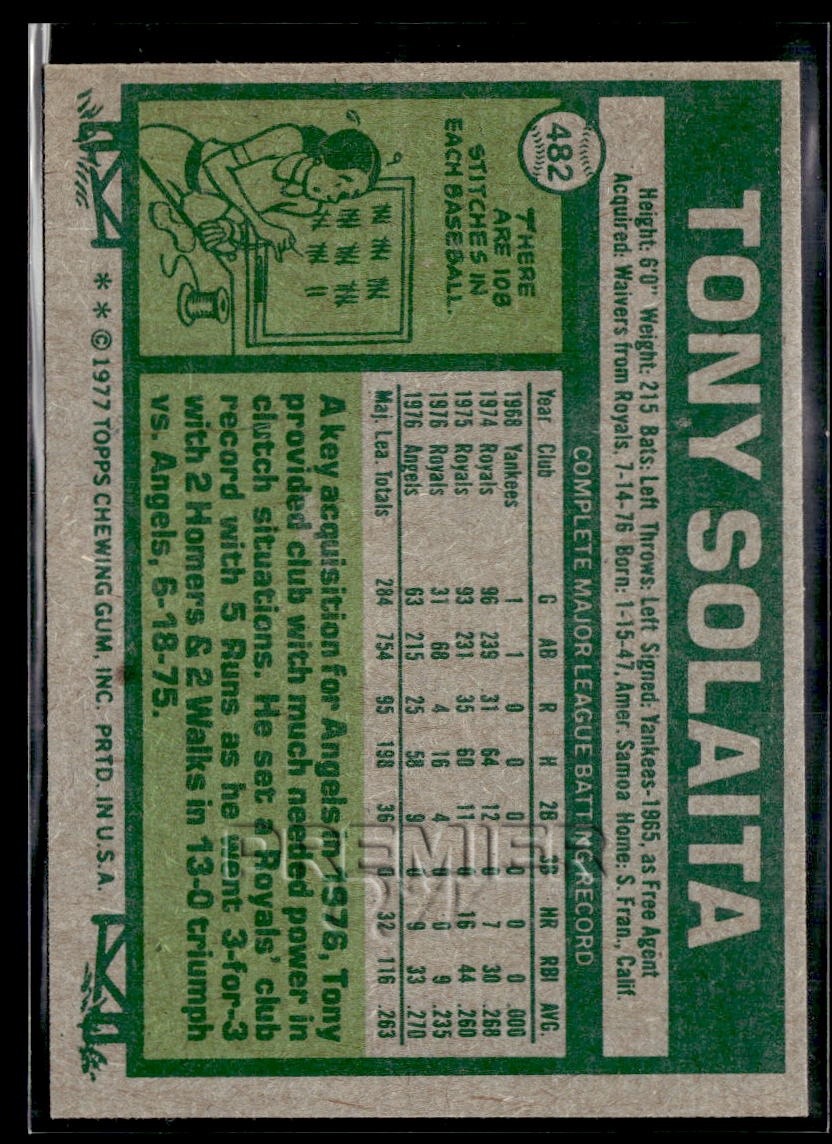 482
TONY SOLAITA
Height: 6'0" Weight: 215 Bats: Left Throws: Left Signed: Yankees-1965, as Free Agent
Acquired: Waivers from Royals, 7-14-76 Born: 1-15-47, Amer. Samoa Home: S. Fran., Calif.
THERE
ARE 108
STITCHES IN
EACH BASEBALL.
COMPLETE MAJOR LEAGUE BATTING RECORD
Year Club G AB R H 2B 3B HR RBI AVG.
1968 Yankees 1 1 0 0 0 0 0 0 .000
1974 Royals 96 239 31 64 12 0 7 30 .268
1975 Royals 93 231 35 60 11 0 16 44 .260
1976 Royals 31 68 4 16 4 0 0 9 .235
1976 Angels 63 215 25 58 9 0 9 33 .270
Maj. Lea. Totals 284 754 95 198 36 0 32 116 .263
A key acquisition for Angels in 1976, Tony
provided club with much needed power in
clutch situations. He set a Royals' club
record with 5 Runs as he went 3-for-3
with 2 Homers & 2 Walks in 13-0 triumph
vs. Angels, 6-18-75.
* * © 1977 TOPPS CHEWING GUM, INC. PRTD. IN U.S.A.
PREMIER